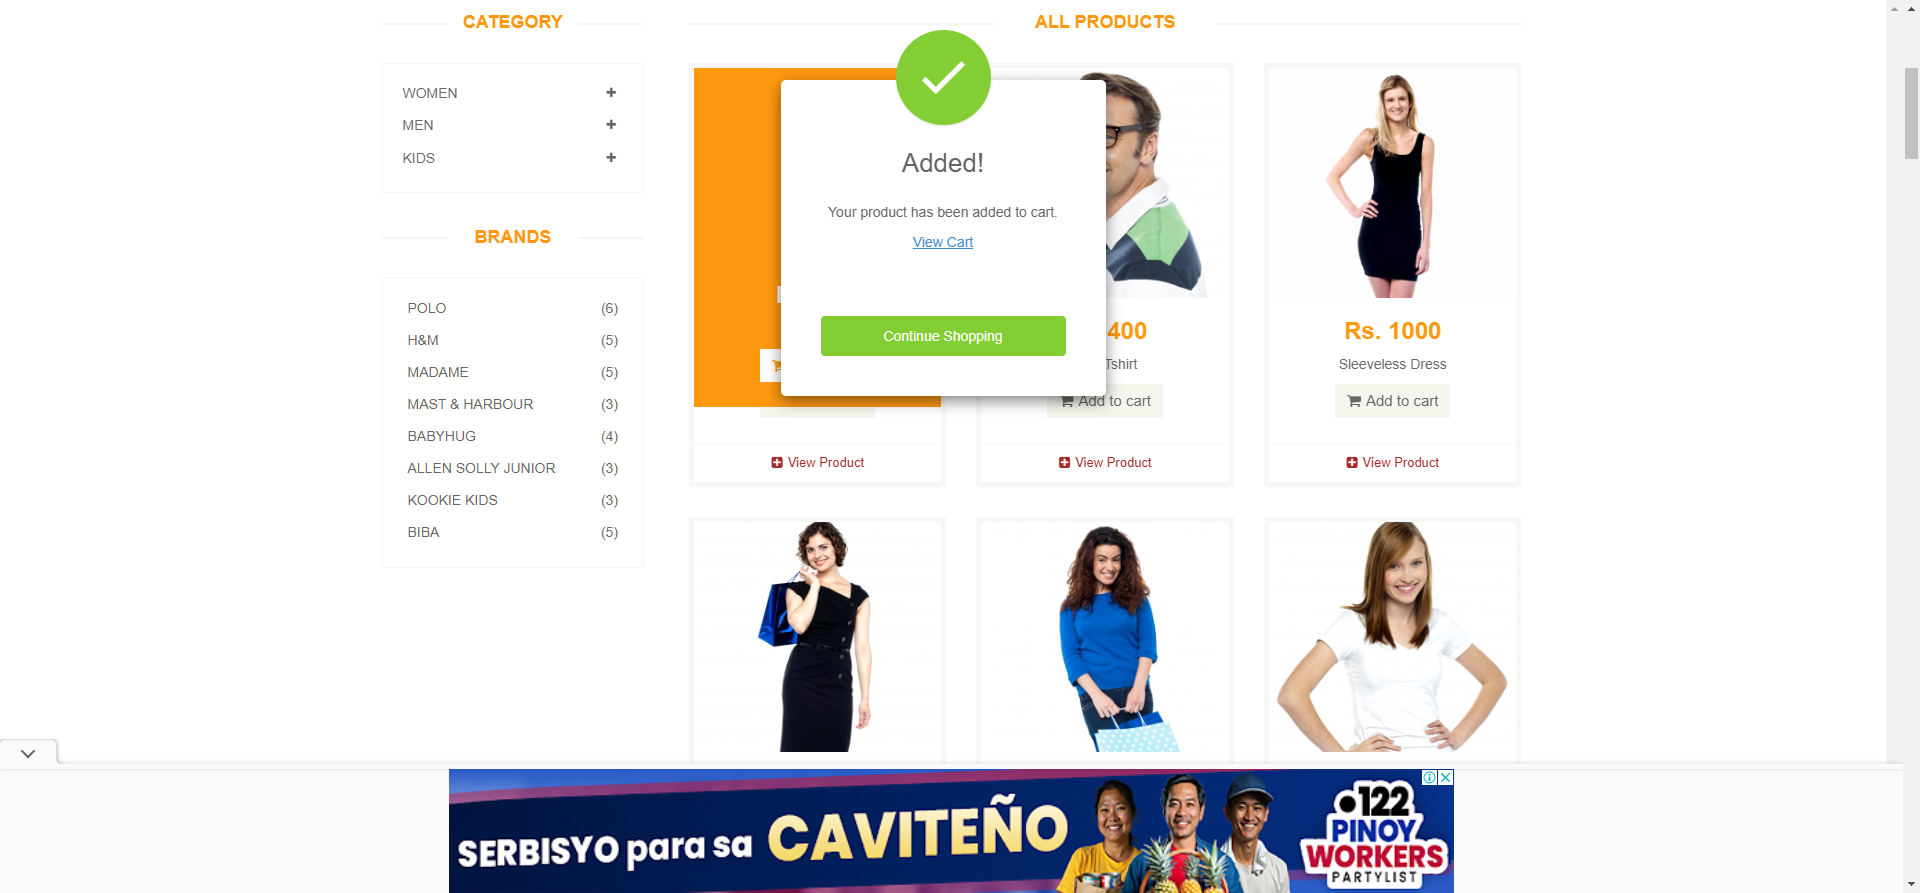 CATEGORY
WOMEN
MEN
KIDS
BRANDS
POLO (6)
H&M (5)
MADAME (5)
MAST & HARBOUR (3)
BABYHUG (4)
ALLEN SOLLY JUNIOR (3)
KOOKIE KIDS (3)
BIBA (5)
ALL PRODUCTS
Added!
Your product has been added to cart.
View Cart
Continue Shopping
400
Tshirt
Add to cart
Rs. 1000
Sleeveless Dress
Add to cart
View Product
View Product
View Product
SERBISYO para sa CAVITEÑO
122
PINOY
WORKERS
PARTYLIST